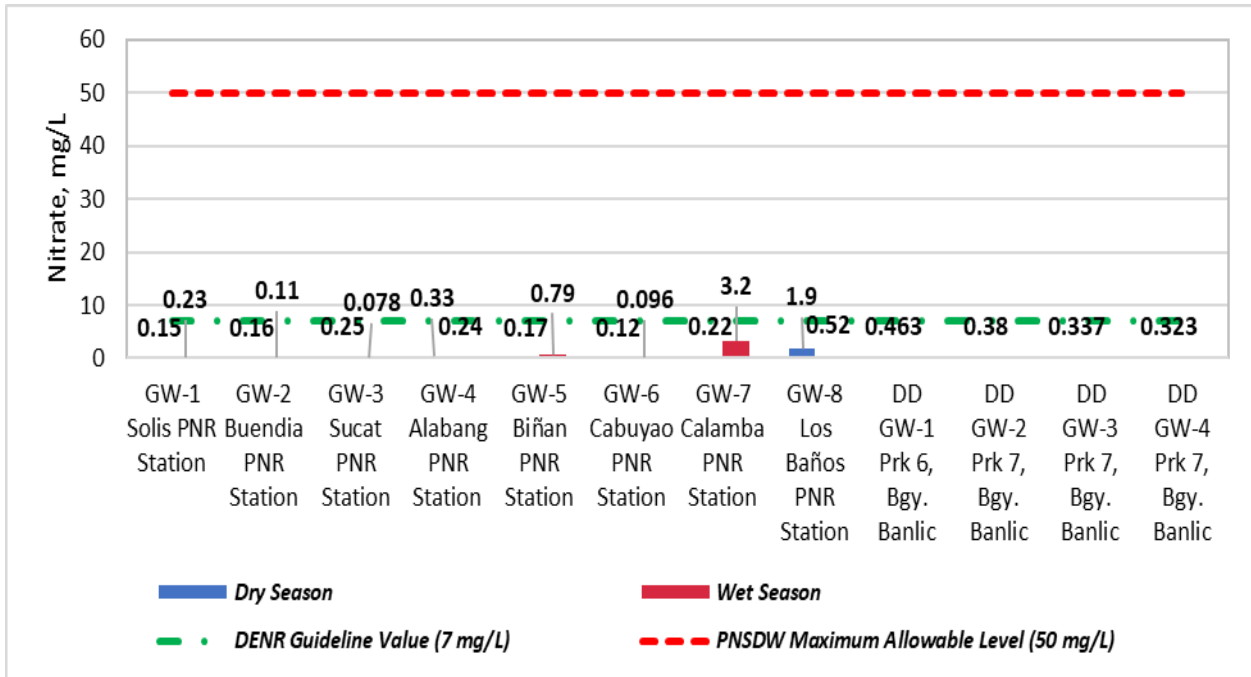 60
50
40
30
20
10
0
Nitrate, mg/L
0.15
0.23
0.16
0.11
0.25
0.078
0.33
0.24
0.17
0.79
0.12
0.096
0.22
3.2
1.9
0.52
0.463
0.38
0.337
0.323
GW-1
Solis PNR
Station
GW-2
Buendia
PNR
Station
GW-3
Sucat
PNR
Station
GW-4
Alabang
PNR
Station
GW-5
Biñan
PNR
Station
GW-6
Cabuyao
PNR
Station
GW-7
Calamba
PNR
Station
GW-8
Los
Baños
PNR
Station
DD
GW-1
Prk 6,
Bgy.
Banlic
DD
GW-2
Prk 7,
Bgy.
Banlic
DD
GW-3
Prk 7,
Bgy.
Banlic
DD
GW-4
Prk 7,
Bgy.
Banlic
Dry Season
Wet Season
DENR Guideline Value (7 mg/L)
PNSDW Maximum Allowable Level (50 mg/L)